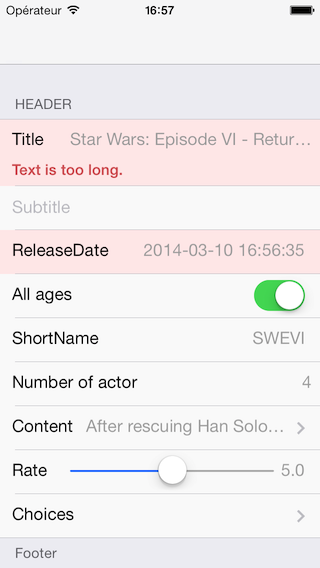 Opérateur 16:57
HEADER
Title Star Wars: Episode VI - Retur...
Text is too long.
Subtitle
ReleaseDate 2014-03-10 16:56:35
All ages
ShortName SWEVI
Number of actor 4
Content After rescuing Han Solo...
Rate 5.0
Choices
Footer